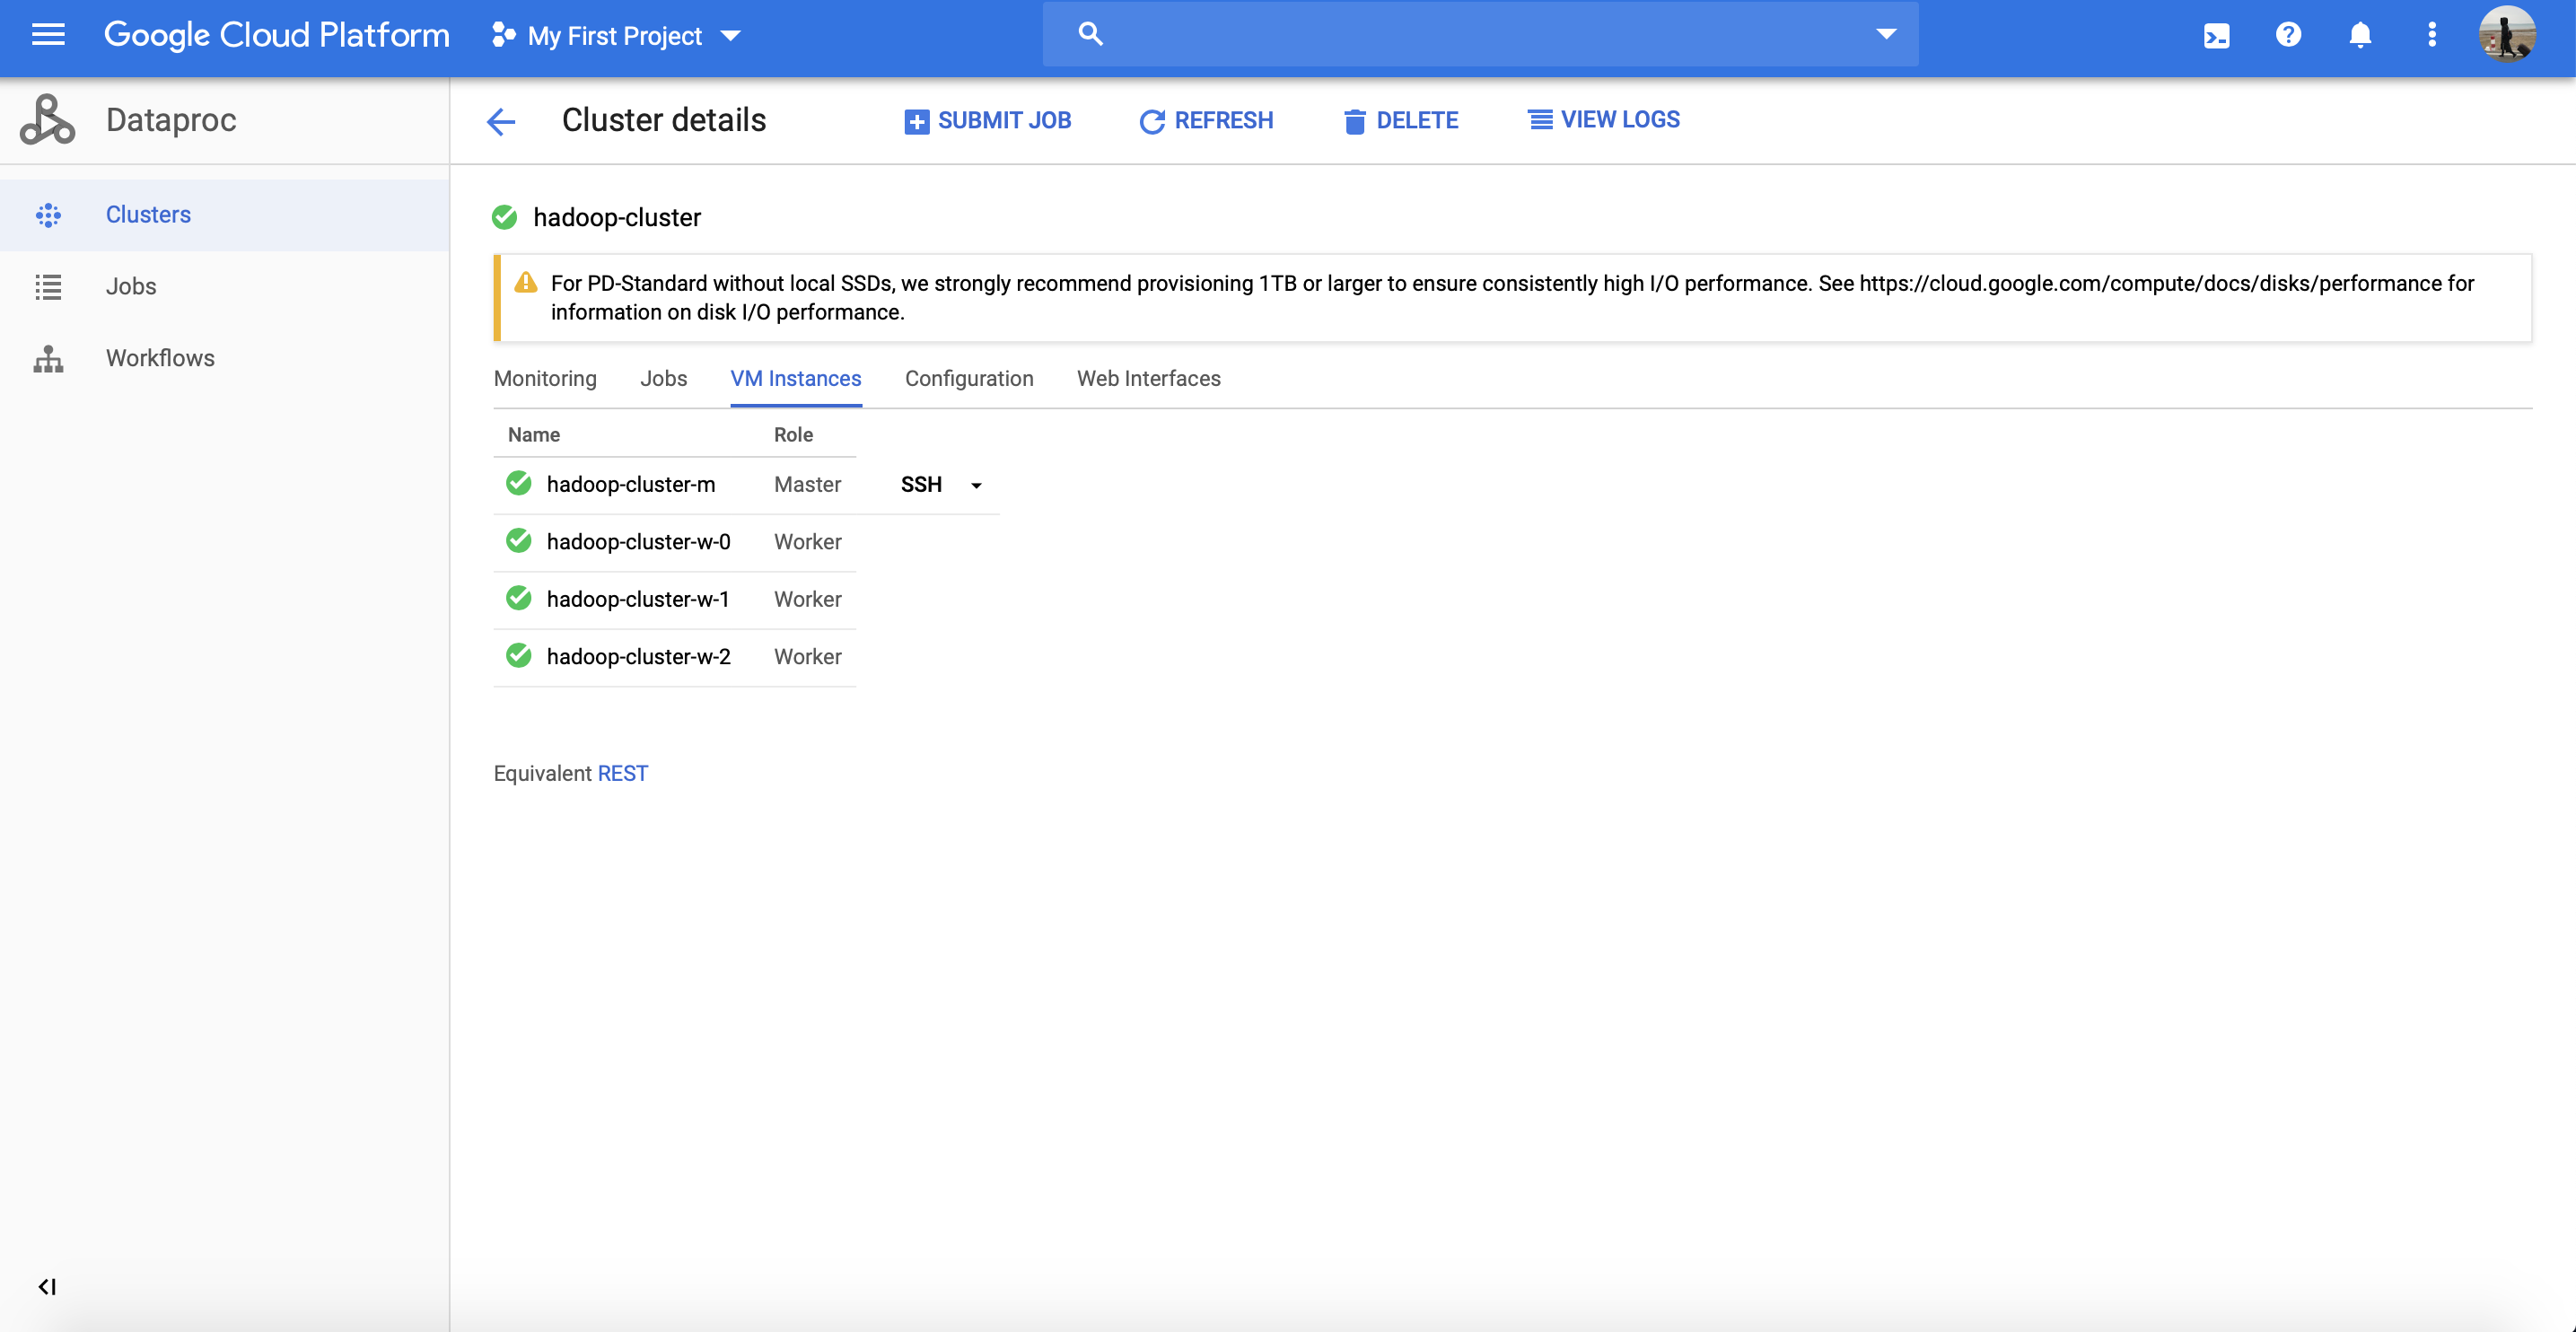 Google Cloud Platform
My First Project
Dataproc
Cluster details
SUBMIT JOB
REFRESH
DELETE
VIEW LOGS
Clusters
Jobs
Workflows
hadoop-cluster
For PD-Standard without local SSDs, we strongly recommend provisioning 1TB or larger to ensure consistently high I/O performance. See https://cloud.google.com/compute/docs/disks/performance for
information on disk I/O performance.
Monitoring Jobs VM Instances Configuration Web Interfaces
Name Role
hadoop-cluster-m Master SSH
hadoop-cluster-w-0 Worker
hadoop-cluster-w-1 Worker
hadoop-cluster-w-2 Worker
Equivalent REST